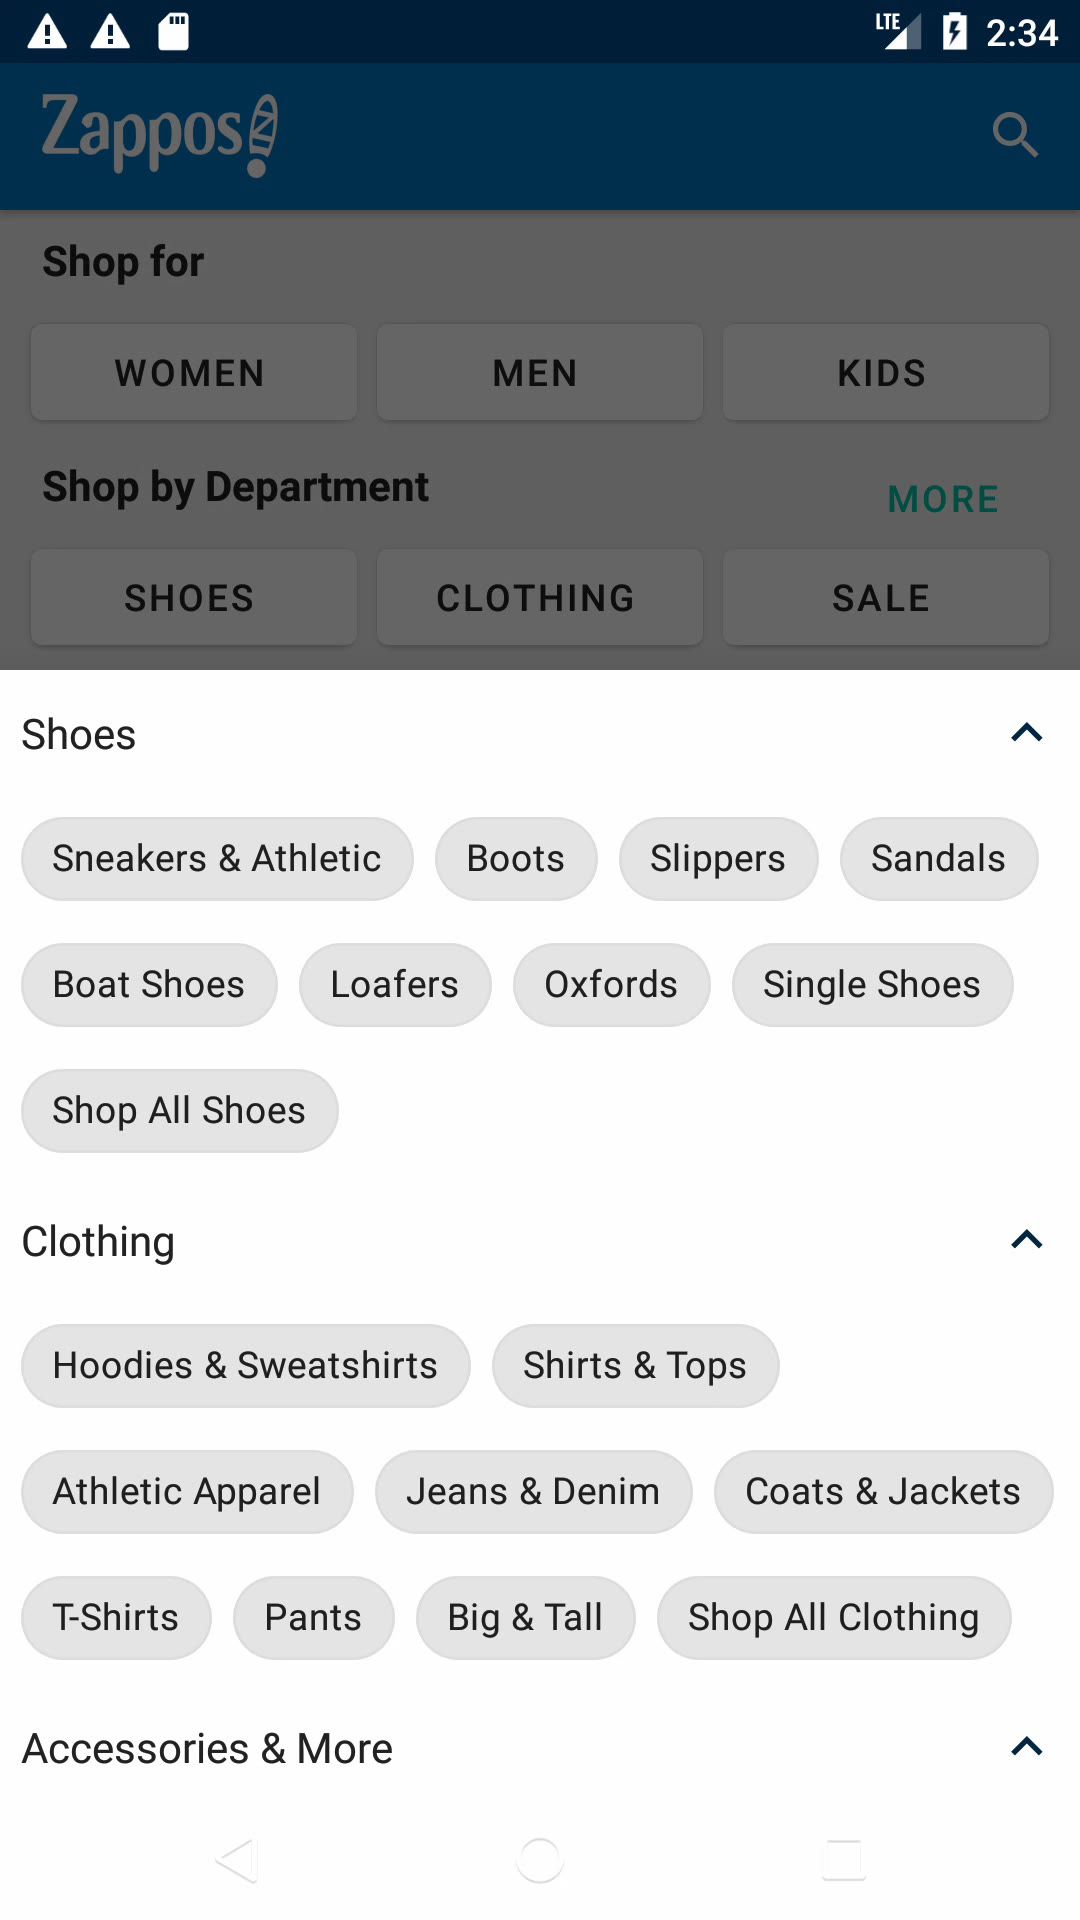 LTE 2:34
Zappos
Shop for
WOMEN MEN KIDS
Shop by Department MORE
SHOES CLOTHING SALE
Shoes
Sneakers & Athletic Boots Slippers Sandals
Boat Shoes Loafers Oxfords Single Shoes
Shop All Shoes
Clothing
Hoodies & Sweatshirts Shirts & Tops
Athletic Apparel Jeans & Denim Coats & Jackets
T-Shirts Pants Big & Tall Shop All Clothing
Accessories & More